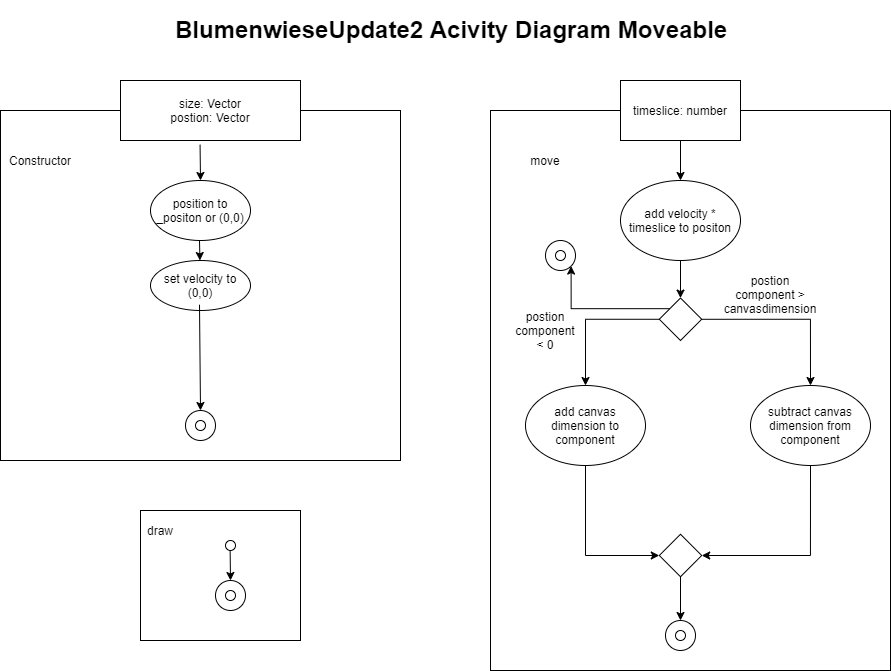 BlumenwieseUpdate2 Acivity Diagram Moveable
size: Vector
postion: Vector
Constructor
position to
_positon or (0,0)
set velocity to
(0,0)
draw
timeslice: number
move
add velocity *
timeslice to positon
postion
component >
canvasdimension
postion
component
< 0
add canvas
dimension to
component
subtract canvas
dimension from
component